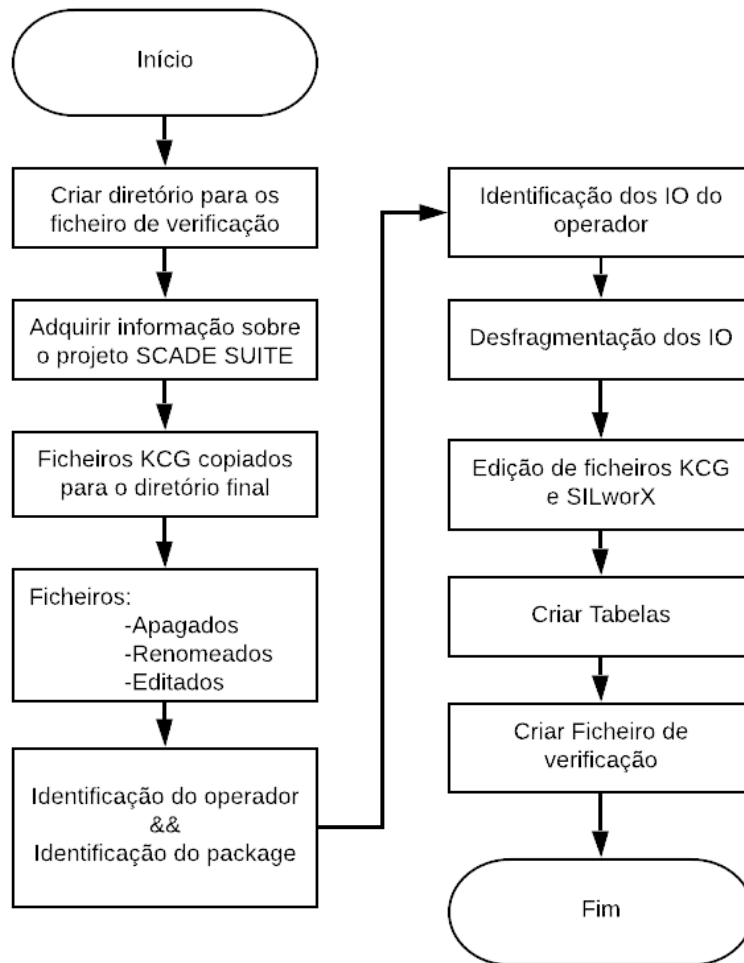 Início
Criar diretório para os
ficheiro de verificação
Adquirir informação sobre
o projeto SCADE SUITE
Ficheiros KCG copiados
para o diretório final
Ficheiros:
-Apagados
-Renomeados
-Editados
Identificação do operador
&&
Identificação do package
Identificação dos IO do
operador
Desfragmentação dos IO
Edição de ficheiros KCG
e SILworX
Criar Tabelas
Criar Ficheiro de
verificação
Fim